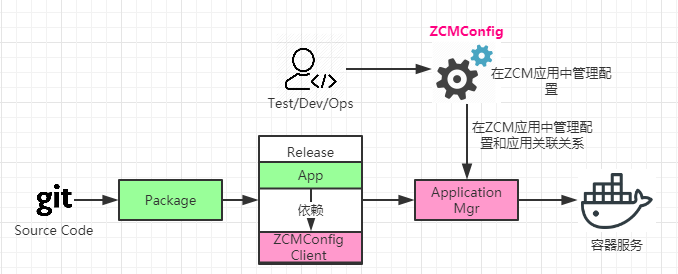 ZCMConfig
在ZCM应用中管理配
置
Test/Dev/Ops
在ZCM应用中管理配
置和应用关联关系
Release
App
依赖
ZCMConfig
Client
git
Source Code
Package
Application
Mgr
容器服务